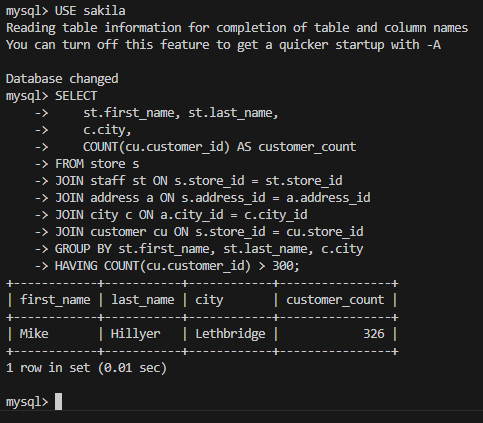 mysql> USE sakila
Reading table information for completion of table and column names
You can turn off this feature to get a quicker startup with -A

Database changed
mysql> SELECT
    ->     st.first_name, st.last_name,
    ->     c.city,
    ->     COUNT(cu.customer_id) AS customer_count
    -> FROM store s
    -> JOIN staff st ON s.store_id = st.store_id
    -> JOIN address a ON s.address_id = a.address_id
    -> JOIN city c ON a.city_id = c.city_id
    -> JOIN customer cu ON s.store_id = cu.store_id
    -> GROUP BY st.first_name, st.last_name, c.city
    -> HAVING COUNT(cu.customer_id) > 300;
+------------+-----------+------------+----------------+
| first_name | last_name | city       | customer_count |
+------------+-----------+------------+----------------+
| Mike       | Hillyer   | Lethbridge |            326 |
+------------+-----------+------------+----------------+
1 row in set (0.01 sec)

mysql>